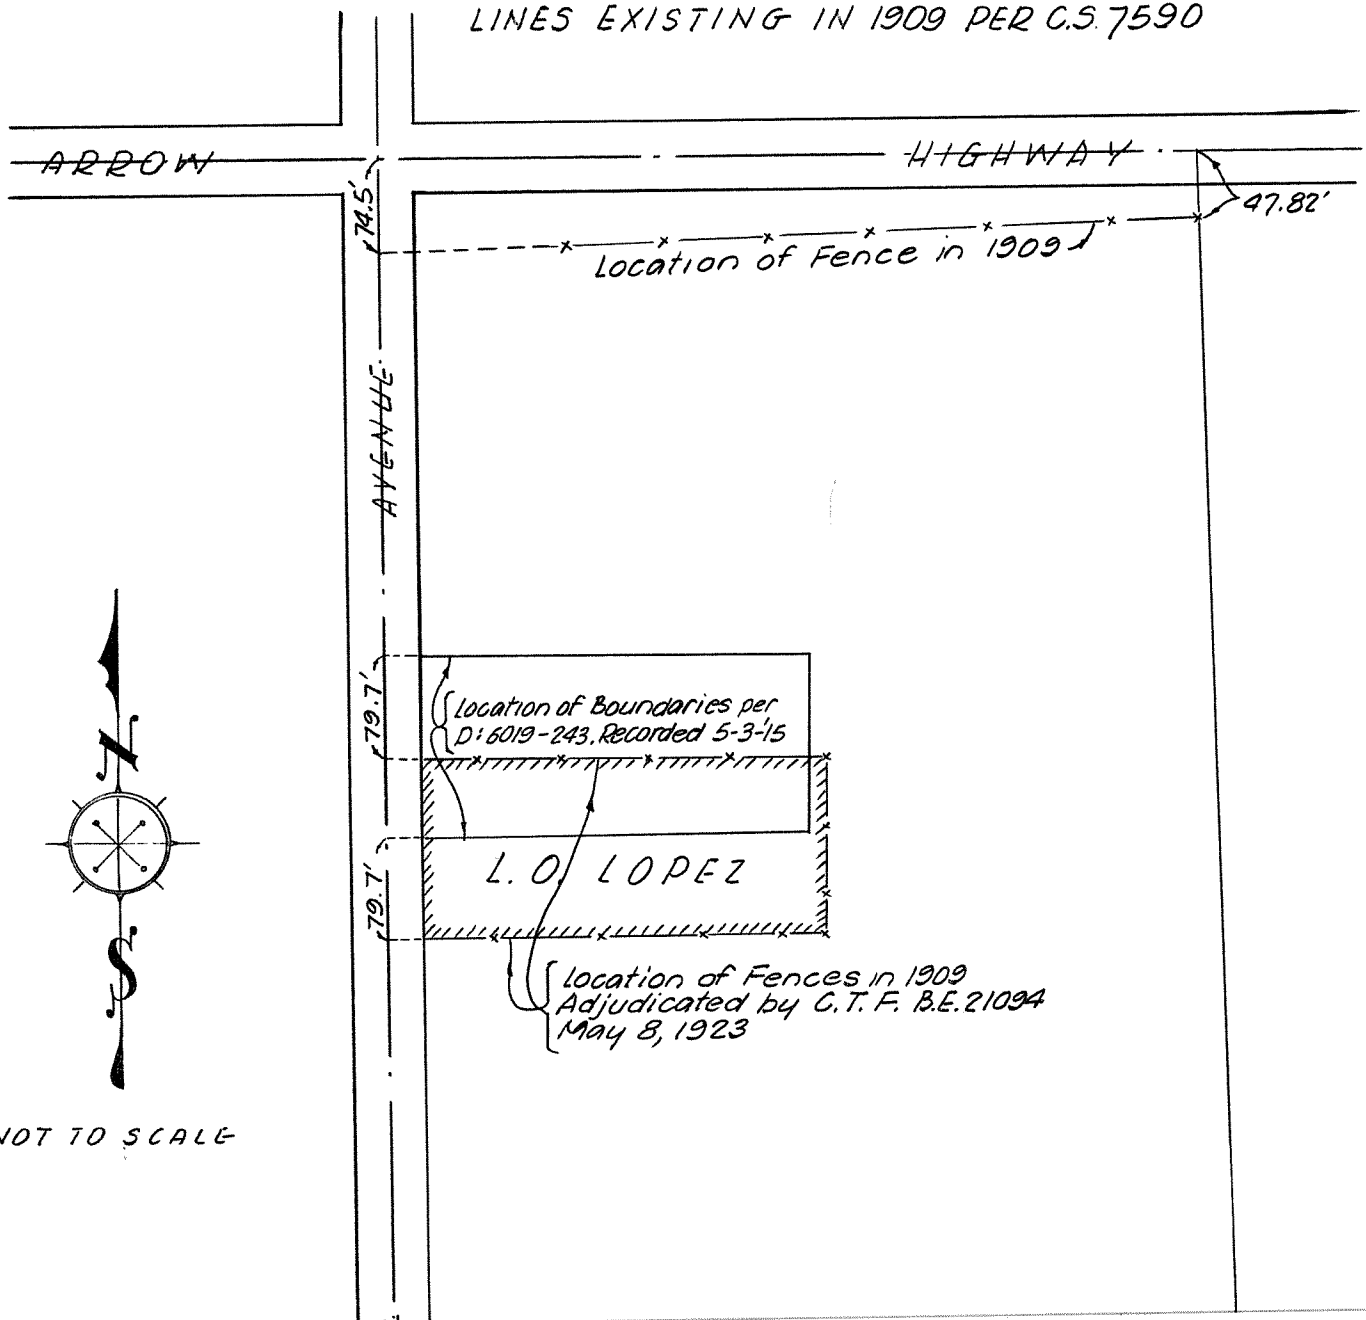 LINES EXISTING IN 1909 PER C.S. 7590
ARROW HIGHWAY
74.5'
47.82'
Location of Fence in 1909
AVENUE
79.7'
Location of Boundaries per
D:6019-243, Recorded 5-3-'15
N
79.7'
L. O. LOPEZ
S
Location of Fences in 1909
Adjudicated by C.T.F. B.E. 21094
May 8, 1923
NOT TO SCALE